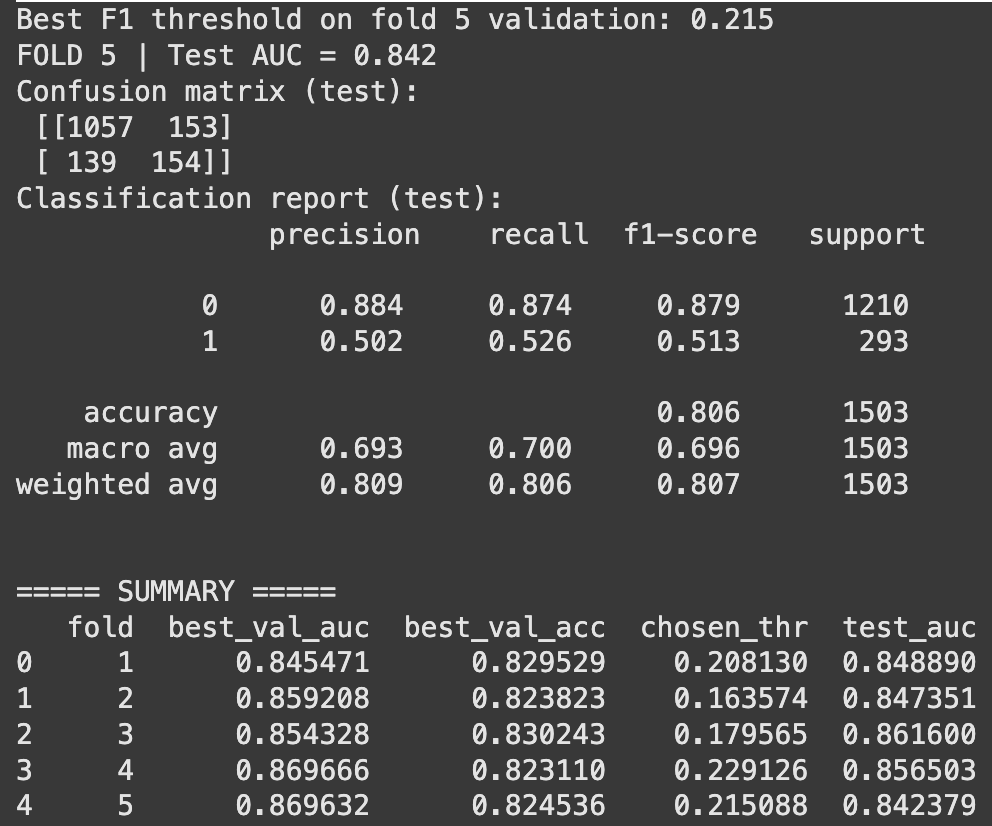 Best F1 threshold on fold 5 validation: 0.215
FOLD 5 | Test AUC = 0.842
Confusion matrix (test):
 [[1057  153]
 [ 139  154]]
Classification report (test):
               precision    recall  f1-score   support

           0      0.884     0.874     0.879      1210
           1      0.502     0.526     0.513       293

    accuracy                          0.806      1503
   macro avg      0.693     0.700     0.696      1503
weighted avg      0.809     0.806     0.807      1503

===== SUMMARY =====
   fold  best_val_auc  best_val_acc  chosen_thr  test_auc
0     1      0.845471      0.829529    0.208130  0.848890
1     2      0.859208      0.823823    0.163574  0.847351
2     3      0.854328      0.830243    0.179565  0.861600
3     4      0.869666      0.823110    0.229126  0.856503
4     5      0.869632      0.824536    0.215088  0.842379